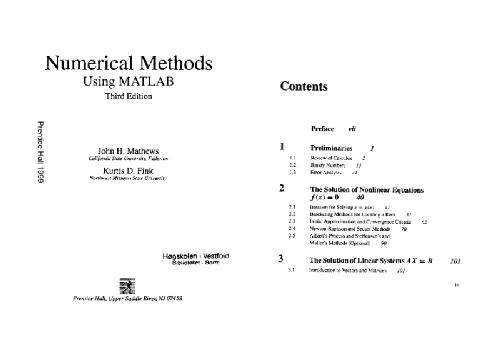 Numerical Methods
Using MATLAB
Third Edition
Prentice Hall 1999
John H. Mathews
California State University, Fullerton
Kurtis D. Fink
Northwest Missouri State University
Høgskolen i Vestfold
Biblioteket - Borre
Prentice Hall, Upper Saddle River, NJ 07458
Contents
Preface vii
1 Preliminaries 1
1.1 Review of Calculus 2
1.2 Binary Numbers 13
1.3 Error Analysis 24
2 The Solution of Nonlinear Equations
f(x) = 0 40
2.1 Iteration for Solving x = g(x) 41
2.2 Bracketing Methods for Locating a Root 51
2.3 Initial Approximation and Convergence Criteria 62
2.4 Newton-Raphson and Secant Methods 70
2.5 Aitken's Process and Steffensen's and
Muller's Methods (Optional) 90
3 The Solution of Linear Systems AX = B 101
3.1 Introduction to Vectors and Matrices 101